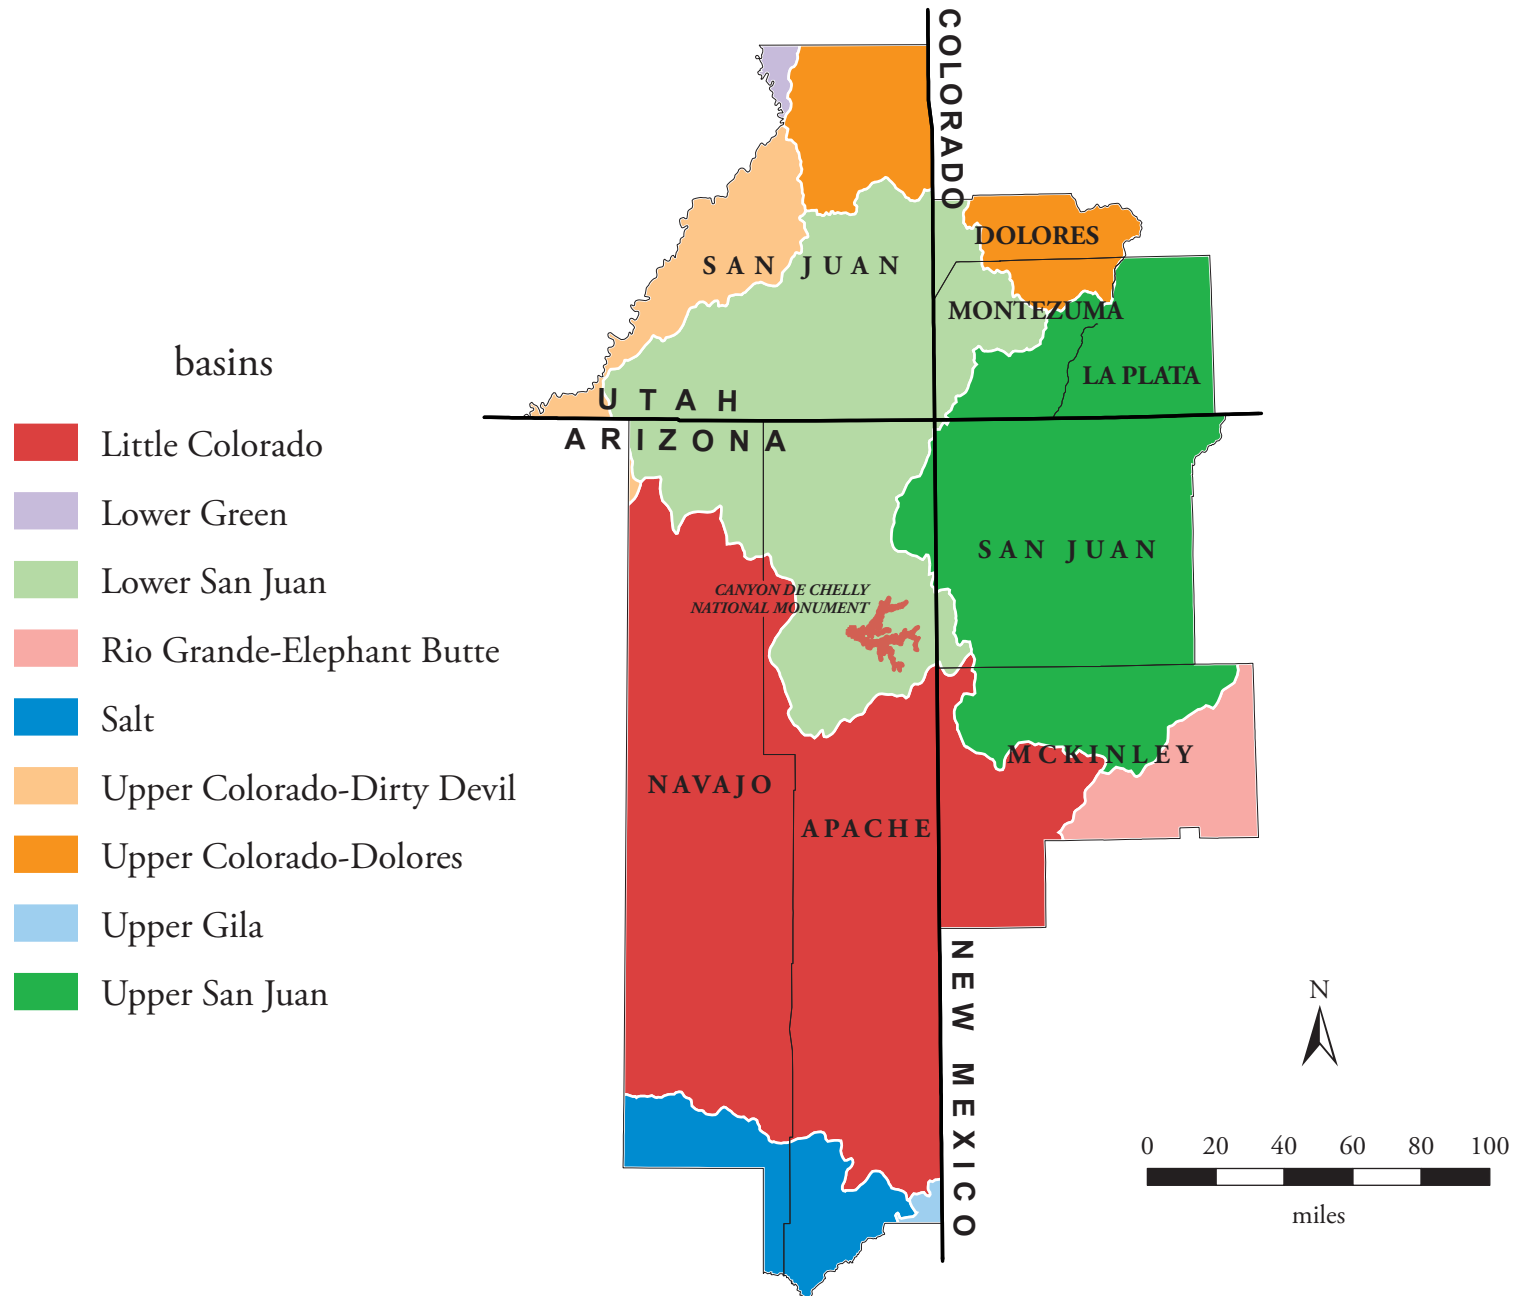 COLORADO
DOLORES
SAN JUAN
MONTEZUMA
basins
LA PLATA
UTAH
ARIZONA
Little Colorado
Lower Green
SAN JUAN
Lower San Juan
CANYON DE CHELLY
NATIONAL MONUMENT
Rio Grande-Elephant Butte
Salt
MCKINLEY
NAVAJO
Upper Colorado-Dirty Devil
APACHE
Upper Colorado-Dolores
Upper Gila
NEW MEXICO
Upper San Juan
N
0 20 40 60 80 100
miles